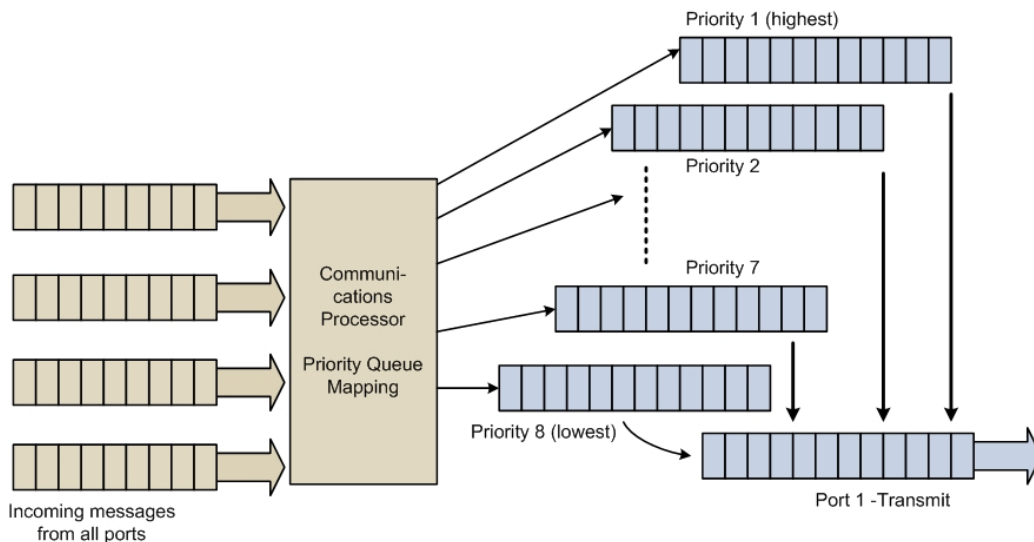 Priority 1 (highest)
Priority 2
Communi-
cations
Processor
Priority Queue
Mapping
Priority 7
Priority 8 (lowest)
Port 1 -Transmit
Incoming messages
from all ports